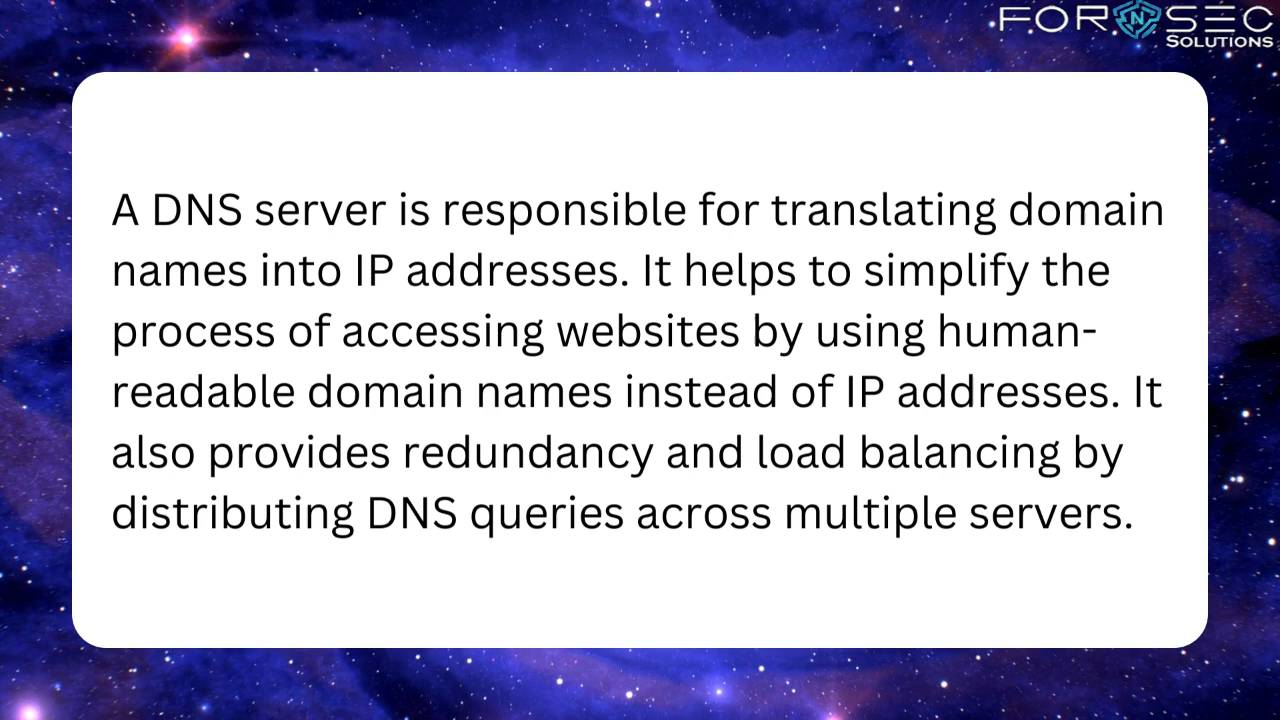 FORNSEC
SOLUTIONS
A DNS server is responsible for translating domain
names into IP addresses. It helps to simplify the
process of accessing websites by using human-
readable domain names instead of IP addresses. It
also provides redundancy and load balancing by
distributing DNS queries across multiple servers.